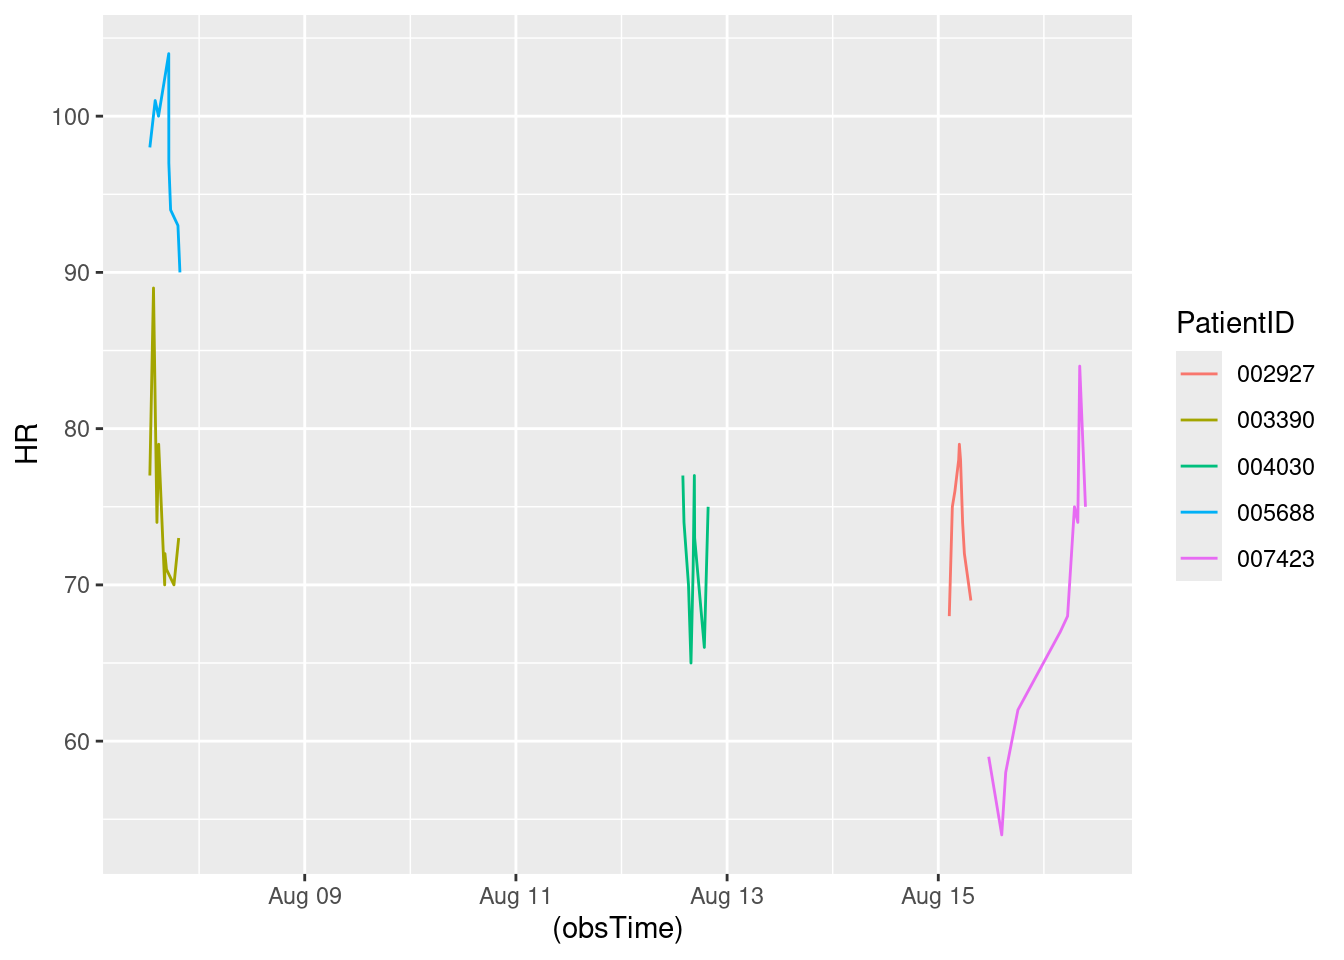 100
90
80
70
60
HR
Aug 09
Aug 11
Aug 13
Aug 15
(obsTime)
PatientID
002927
003390
004030
005688
007423